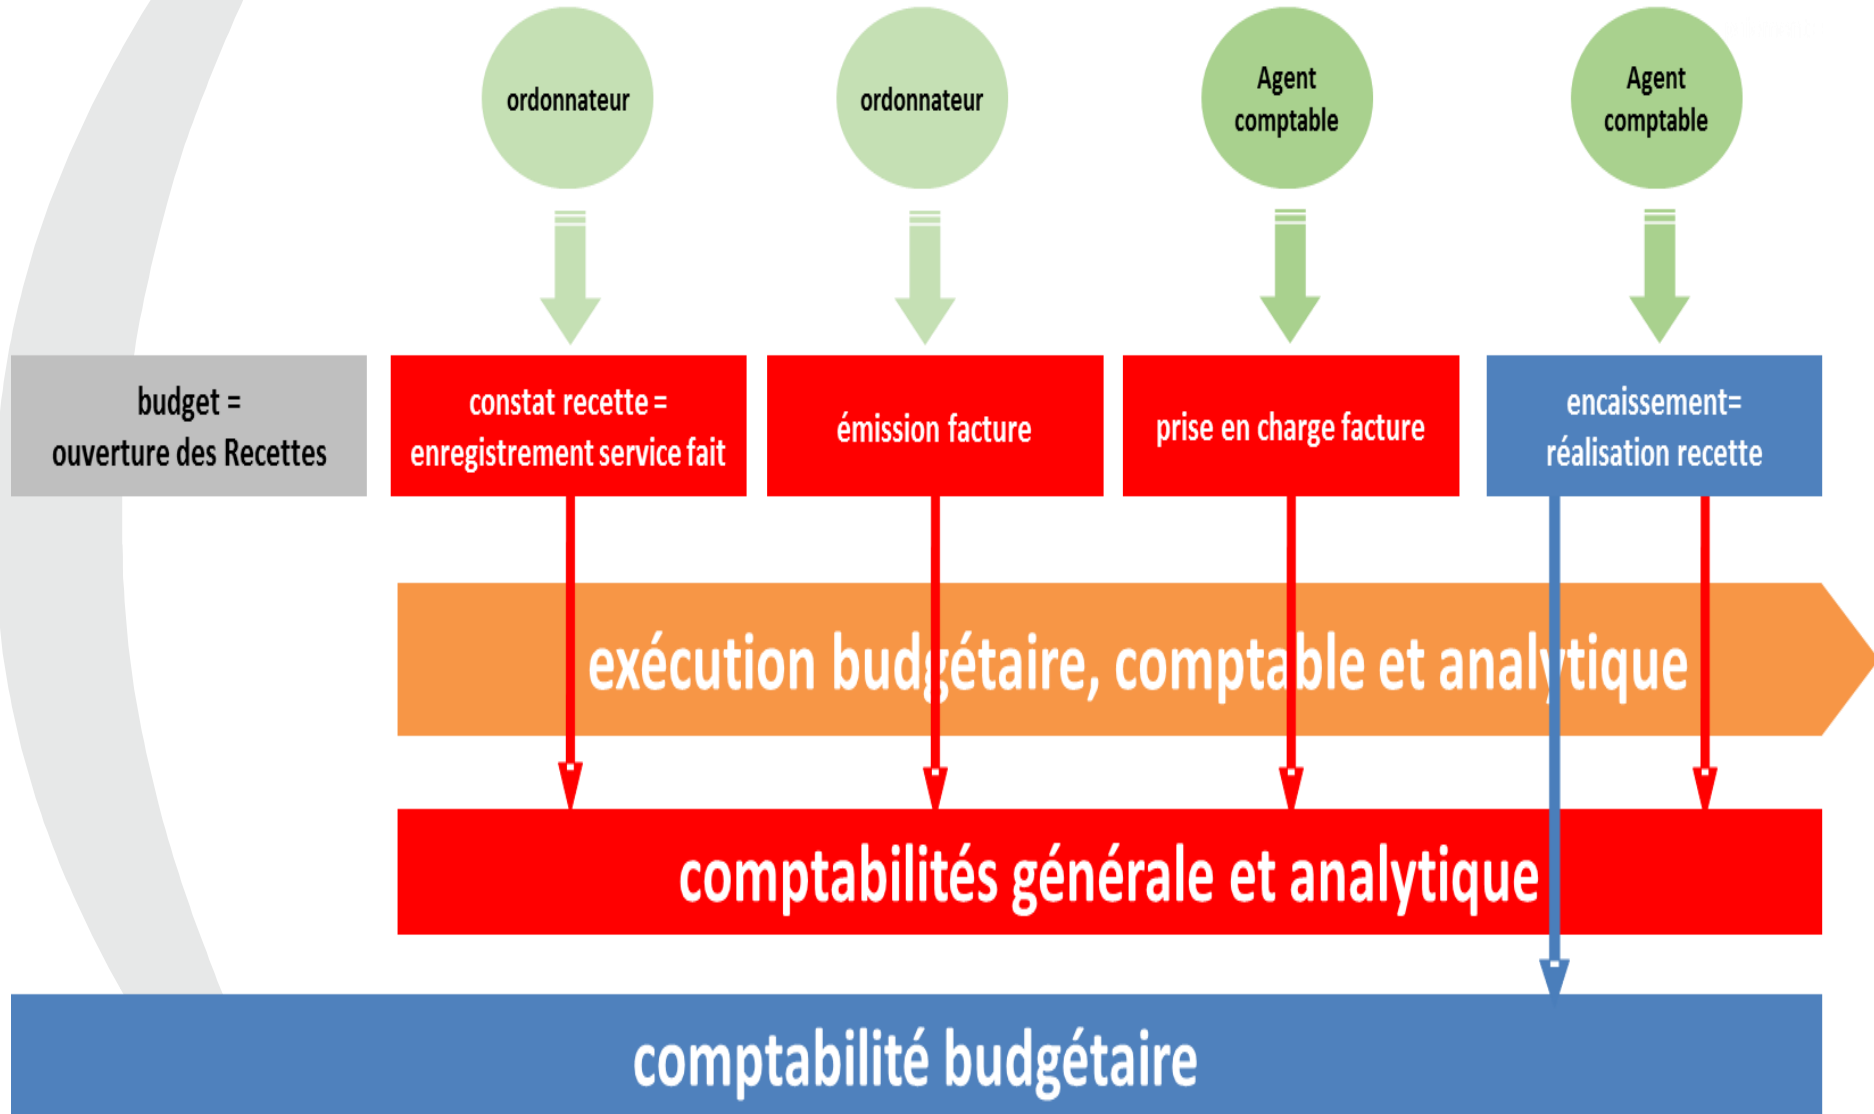 ordonnateur
ordonnateur
Agent
comptable
Agent
comptable
budget =
ouverture des Recettes
constat recette =
enregistrement service fait
émission facture
prise en charge facture
encaissement=
réalisation recette
exécution budgétaire, comptable et analytique
comptabilités générale et analytique
comptabilité budgétaire